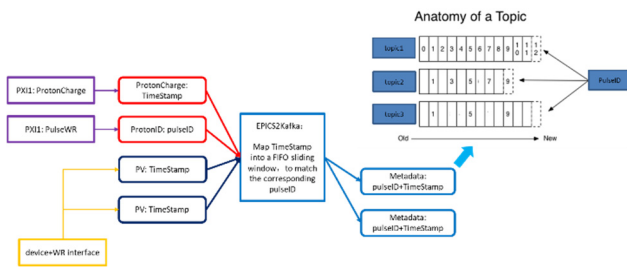 Anatomy of a Topic
topic1
0 1 2 3 4 5 6 7 8 9 10 11 12
topic2
1 3 5 7 9
topic3
1 5 9
PulseID
Old
New
PXI1: ProtonCharge
ProtonCharge:
TimeStamp
PXI1: PulseWR
ProtonID: pulseID
PV: TimeStamp
PV: TimeStamp
device+WR interface
EPICS2Kafka:
Map TimeStamp
into a FIFO sliding
window, to match
the corresponding
pulseID
Metadata:
pulseID+TimeStamp
Metadata:
pulseID+TimeStamp